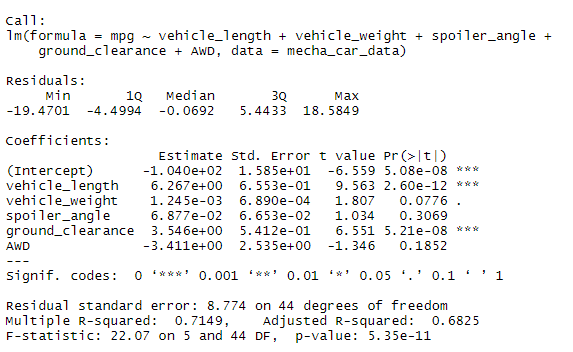 Call:
lm(formula = mpg ~ vehicle_length + vehicle_weight + spoiler_angle +
    ground_clearance + AWD, data = mecha_car_data)

Residuals:
     Min       1Q   Median       3Q      Max
-19.4701  -4.4994  -0.0692   5.4433  18.5849

Coefficients:
                   Estimate Std. Error t value Pr(>|t|)
(Intercept)      -1.040e+02  1.585e+01  -6.559 5.08e-08 ***
vehicle_length    6.267e+00  6.553e-01   9.563 2.60e-12 ***
vehicle_weight    1.245e-03  6.890e-04   1.807   0.0776 .
spoiler_angle     6.877e-02  6.653e-02   1.034   0.3069
ground_clearance  3.546e+00  5.412e-01   6.551 5.21e-08 ***
AWD              -3.411e+00  2.535e+00  -1.346   0.1852
---
Signif. codes:  0 ‘***’ 0.001 ‘**’ 0.01 ‘*’ 0.05 ‘.’ 0.1 ‘ ’ 1

Residual standard error: 8.774 on 44 degrees of freedom
Multiple R-squared:  0.7149,    Adjusted R-squared:  0.6825
F-statistic: 22.07 on 5 and 44 DF,  p-value: 5.35e-11